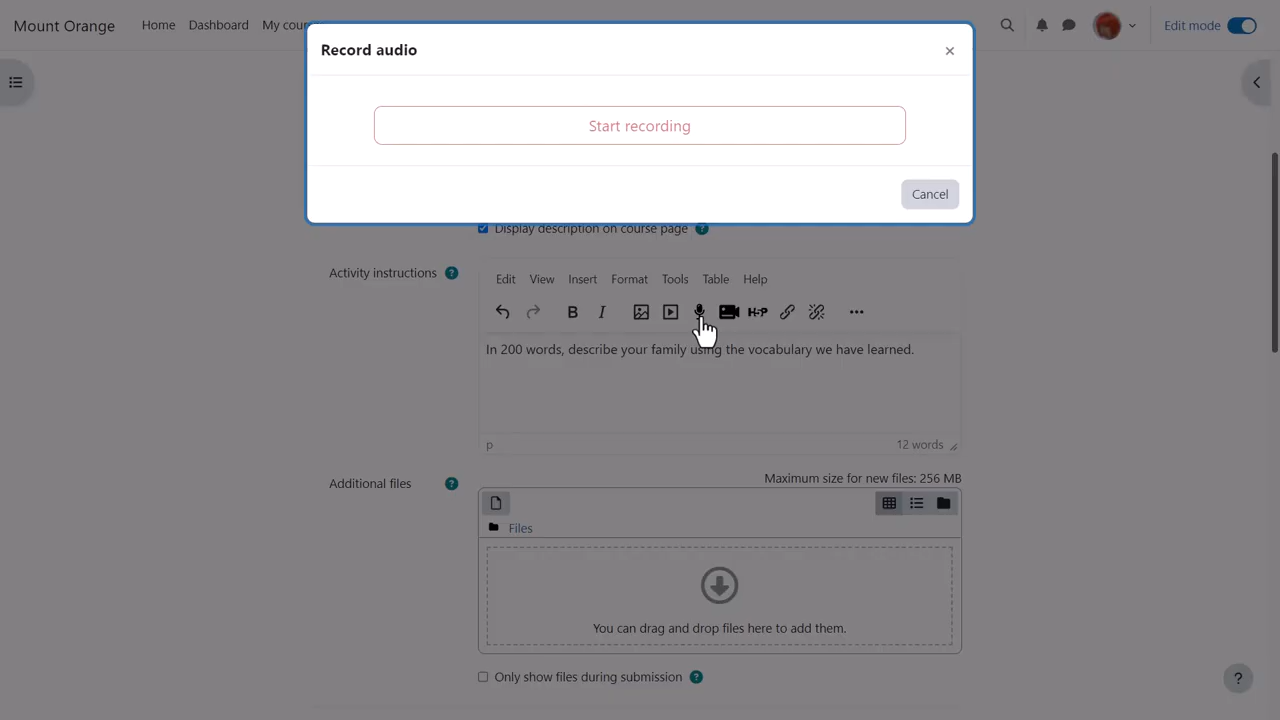 Mount Orange
Home
Dashboard
My cour
Edit mode
Record audio
×
Start recording
Cancel
Display description on course page ?
Activity instructions ?
Edit View Insert Format Tools Table Help
B I H-P
In 200 words, describe your family using the vocabulary we have learned.
p
12 words
Maximum size for new files: 256 MB
Additional files ?
Files
You can drag and drop files here to add them.
Only show files during submission ?
?